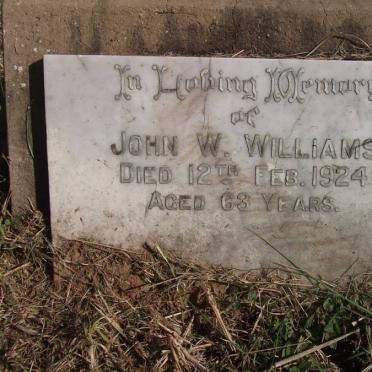 In Loving Memory
of
JOHN W. WILLIAMS
DIED 12TH FEB. 1924
AGED 63 YEARS.